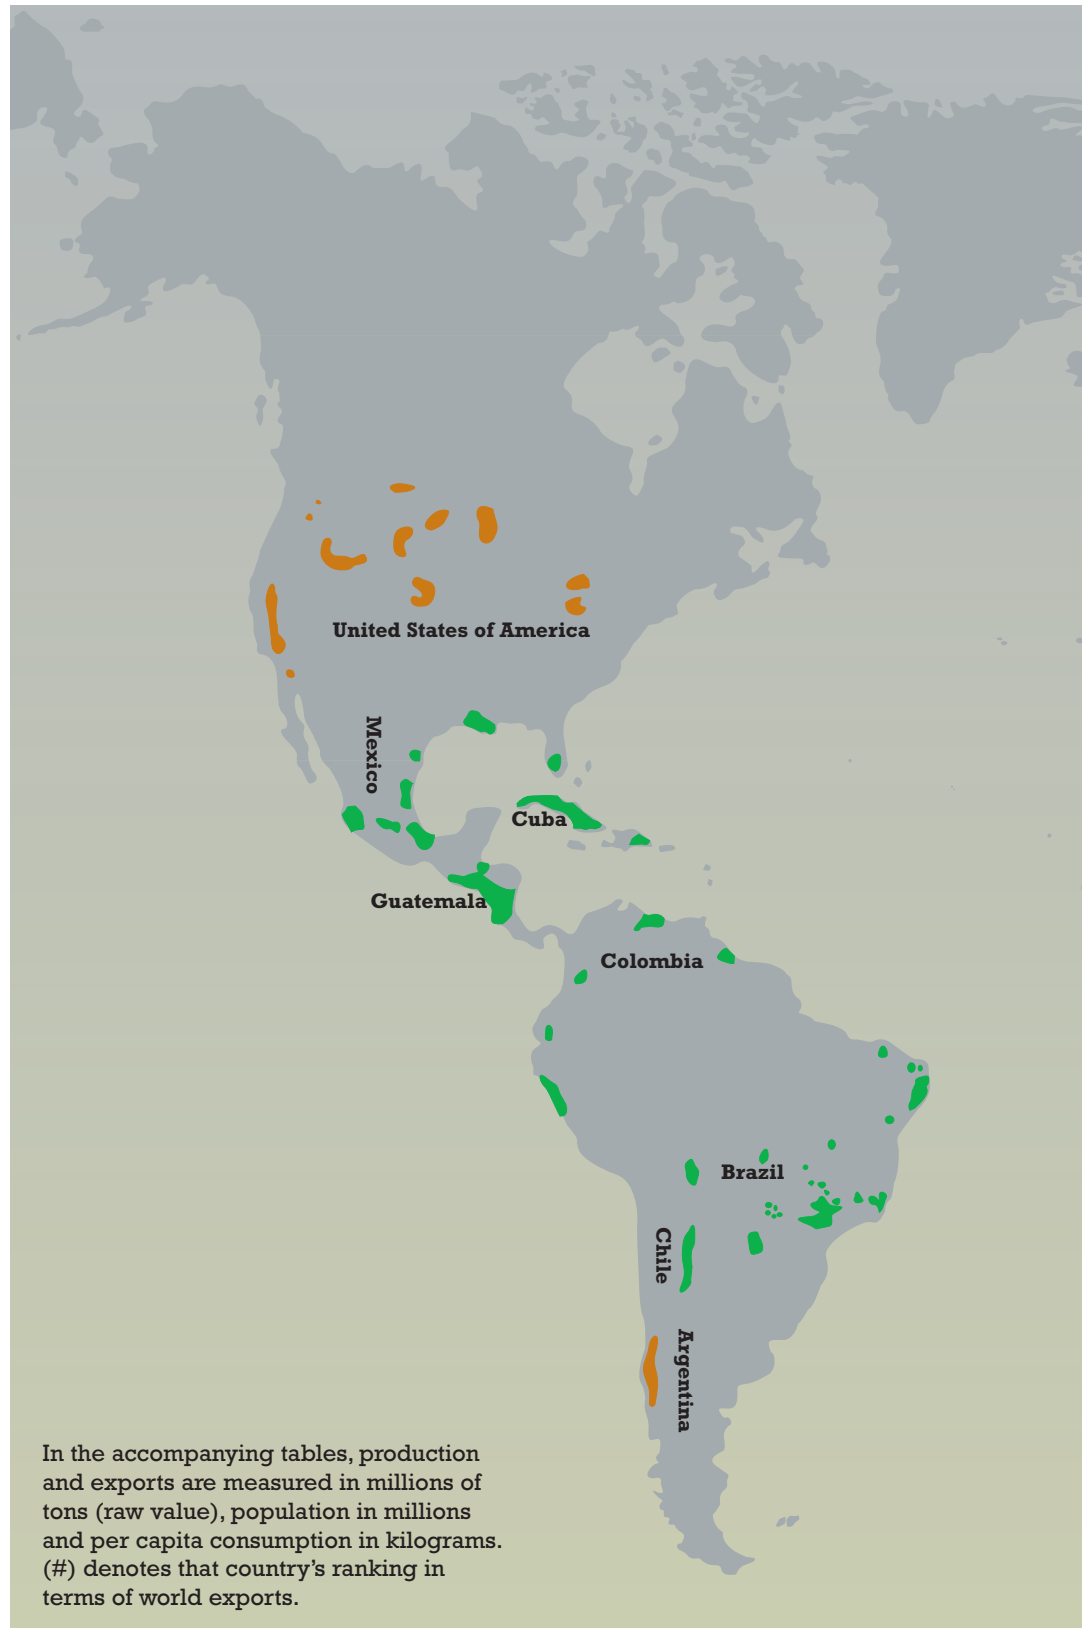 United States of America
Mexico
Cuba
Guatemala
Colombia
Brazil
Chile
Argentina
In the accompanying tables, production
and exports are measured in millions of
tons (raw value), population in millions
and per capita consumption in kilograms.
(#) denotes that country’s ranking in
terms of world exports.